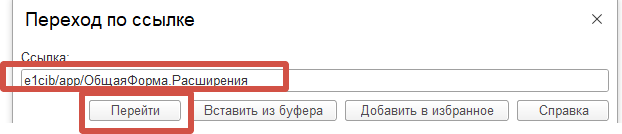 Переход по ссылке
Ссылка:
e1cib/app/ОбщаяФорма.Расширения
Перейти Вставить из буфера Добавить в избранное Справка